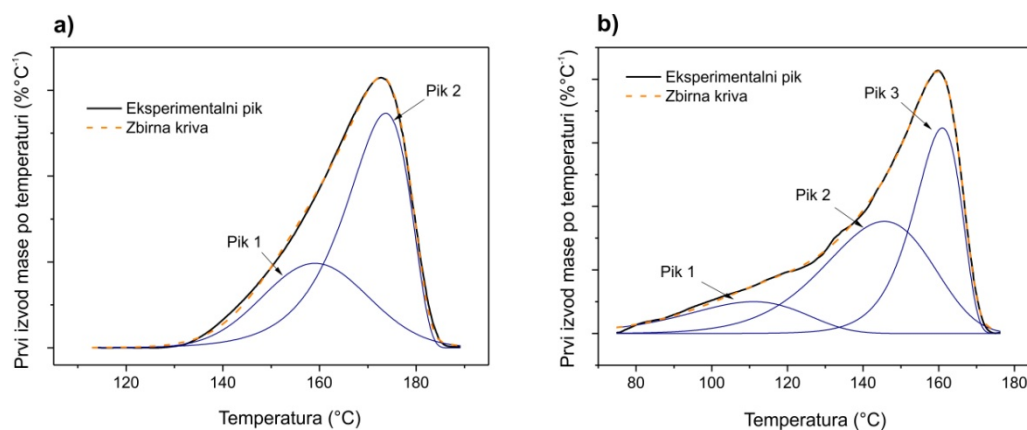 a)
Prvi izvod mase po temperaturi (%°C⁻¹)
Eksperimentalni pik
Zbirna kriva
Pik 2
Pik 1
120 140 160 180
Temperatura (°C)
b)
Prvi izvod mase po temperaturi (%°C⁻¹)
Eksperimentalni pik
Zbirna kriva
Pik 3
Pik 2
Pik 1
80 100 120 140 160 180
Temperatura (°C)